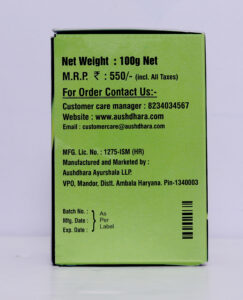 Net Weight : 100g Net
M.R.P. ₹ : 550/- (incl. All Taxes)
For Order Contact Us:-
Customer care manager : 8234034567
Website : www.aushdhara.com
Email : customercare@aushdhara.com
MFG. Lic. No. : 1275-ISM (HR)
Manufactured and Marketed by :
Aushdhara Ayurshala LLP.
VPO, Mandor, Distt. Ambala Haryana. Pin-1340003
Batch No. :
Mfg. Date :
Exp. Date :
As
Per
Label